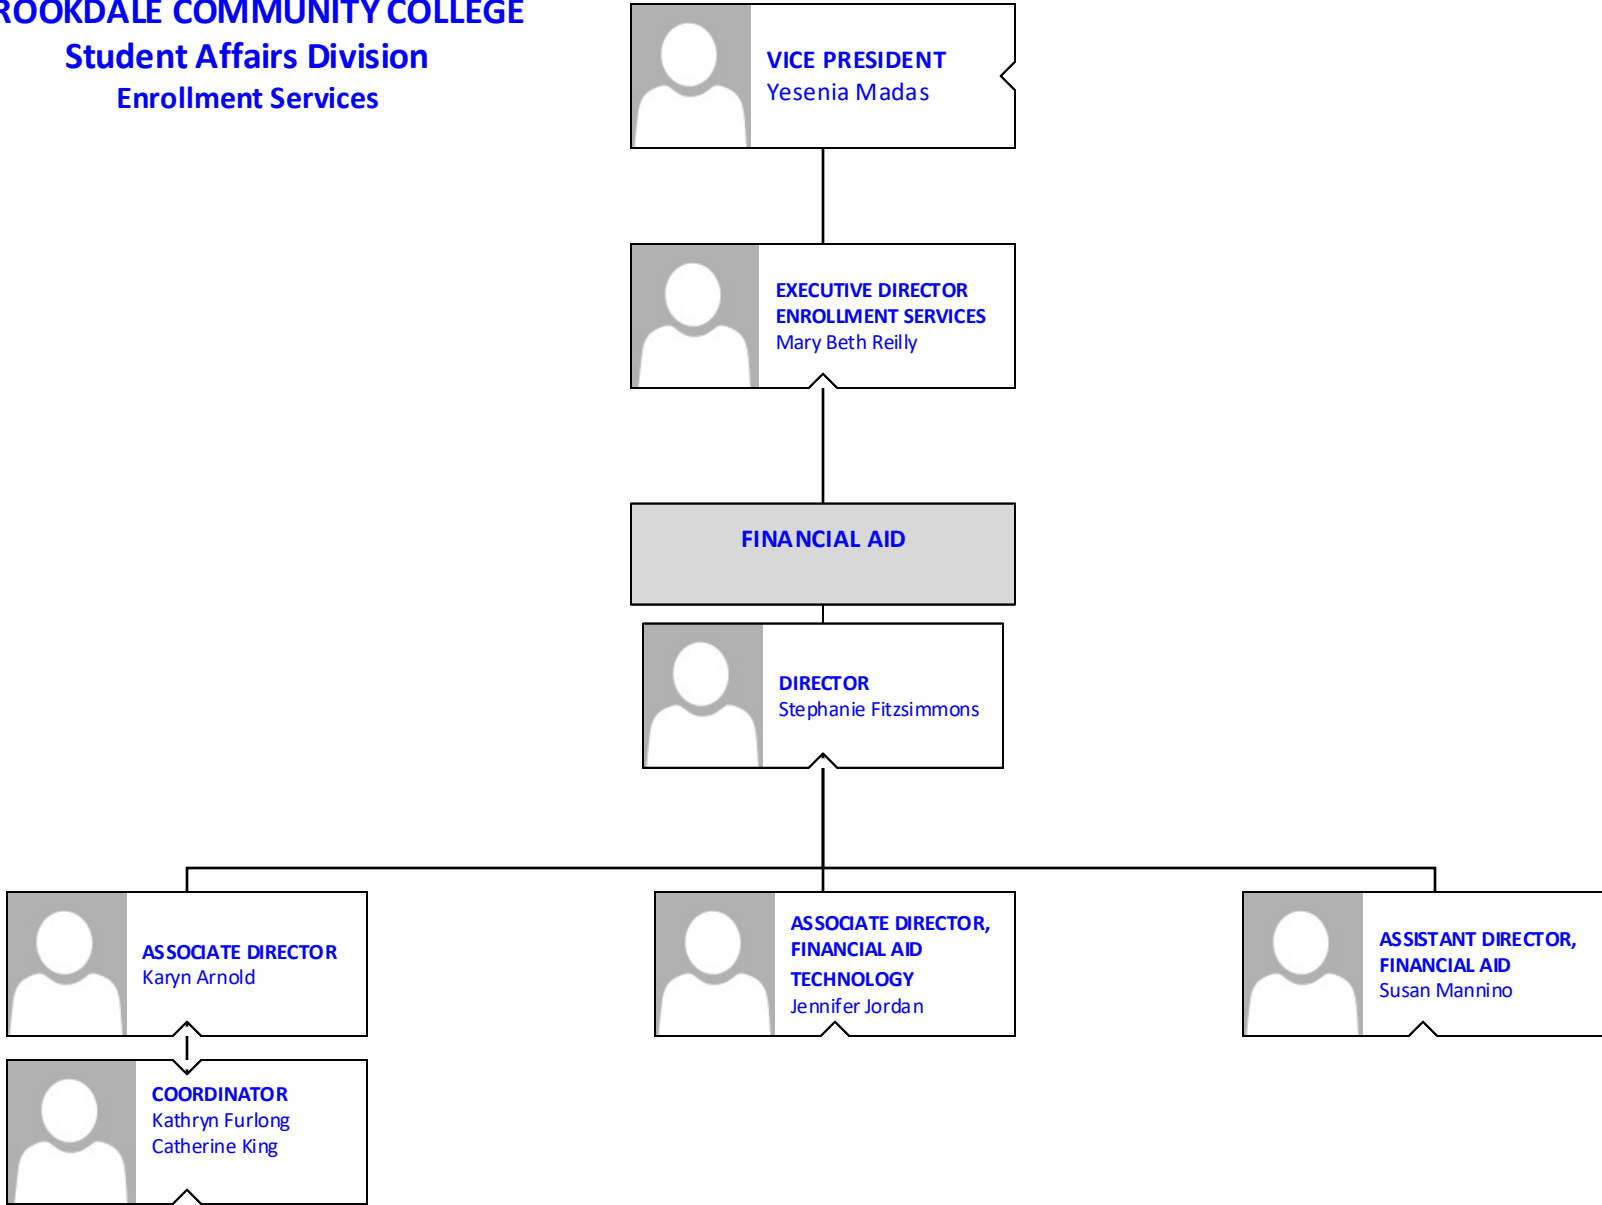 ROOKDALE COMMUNITY COLLEGE
Student Affairs Division
Enrollment Services
VICE PRESIDENT
Yesenia Madas
EXECUTIVE DIRECTOR
ENROLLMENT SERVICES
Mary Beth Reilly
FINANCIAL AID
DIRECTOR
Stephanie Fitzsimmons
ASSOCIATE DIRECTOR
Karyn Arnold
ASSOCIATE DIRECTOR,
FINANCIAL AID
TECHNOLOGY
Jennifer Jordan
ASSISTANT DIRECTOR,
FINANCIAL AID
Susan Mannino
COORDINATOR
Kathryn Furlong
Catherine King